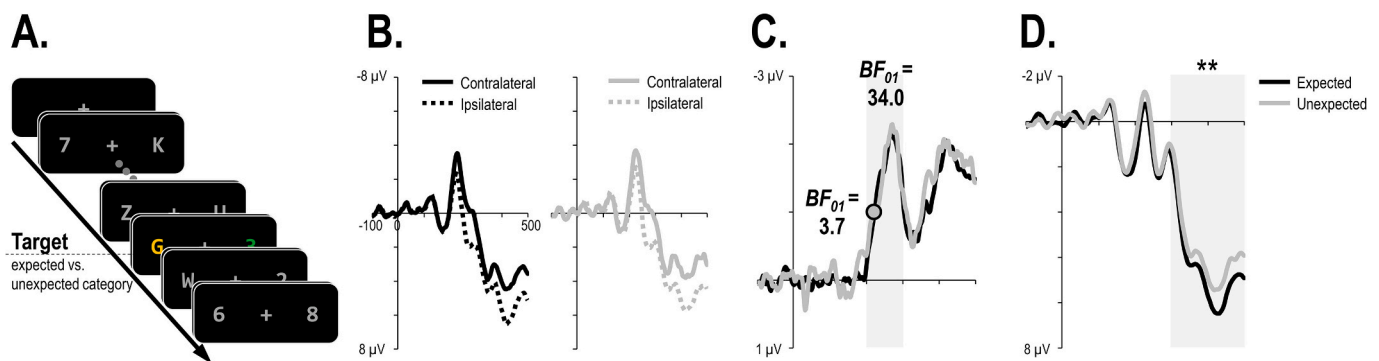 A.
+
7 + K
Z + U
G + 3
W + 2
6 + 8
Target
expected vs.
unexpected category
B.
-8 µV
Contralateral
Ipsilateral
-100 0 500
8 µV
Contralateral
Ipsilateral
C.
-3 µV
BF01 =
34.0
BF01 =
3.7
1 µV
D.
-2 µV
**
Expected
Unexpected
8 µV